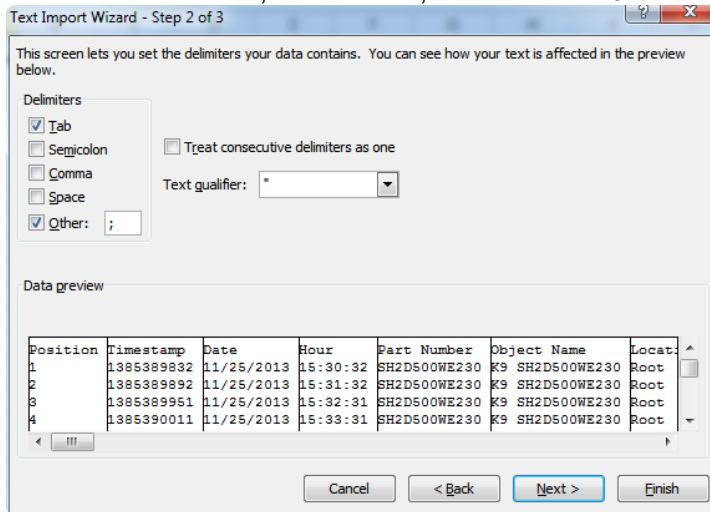 Text Import Wizard - Step 2 of 3
This screen lets you set the delimiters your data contains.  You can see how your text is affected in the preview
below.
Delimiters
Tab
Semicolon
Treat consecutive delimiters as one
Comma
Text qualifier: "
Space
Other: ;
Data preview
Position Timestamp Date Hour Part Number Object Name Locati
1 1385389832 11/25/2013 15:30:32 SH2D500WE230 K9 SH2D500WE230 Root
2 1385389892 11/25/2013 15:31:32 SH2D500WE230 K9 SH2D500WE230 Root
3 1385389951 11/25/2013 15:32:31 SH2D500WE230 K9 SH2D500WE230 Root
4 1385390011 11/25/2013 15:33:31 SH2D500WE230 K9 SH2D500WE230 Root
Cancel < Back Next > Finish